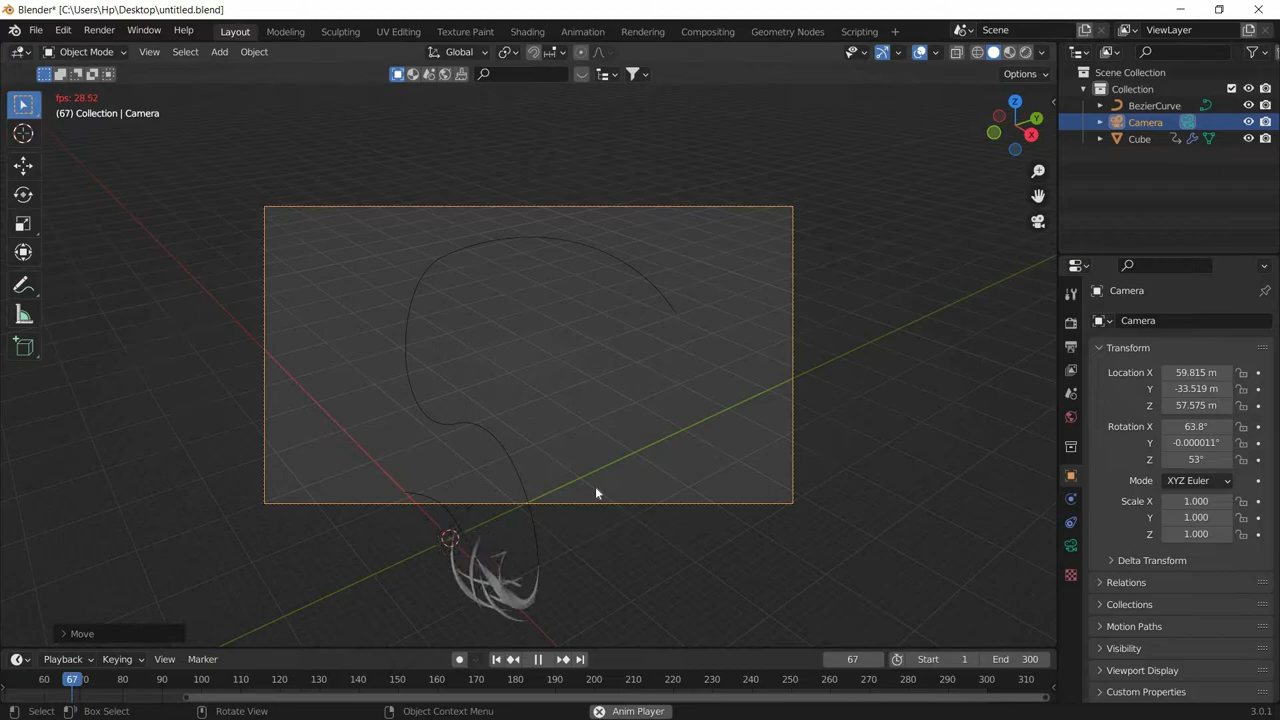 Blender* [C:\Users\Hp\Desktop\untitled.blend]
File Edit Render Window Help Layout Modeling Sculpting UV Editing Texture Paint Shading Animation Rendering Compositing Geometry Nodes Scripting + Scene ViewLayer
Object Mode View Select Add Object Global
Options
Scene Collection
Collection
BezierCurve
Camera
Cube
fps: 28.52
(67) Collection | Camera
Z
Y
X
Camera
Camera
Transform
Location X 59.815 m
Y -33.519 m
Z 57.575 m
Rotation X 63.8°
Y -0.000011°
Z 53°
Mode XYZ Euler
Scale X 1.000
Y 1.000
Z 1.000
Delta Transform
Relations
Collections
Motion Paths
Visibility
Viewport Display
Custom Properties
Move
Playback Keying View Marker 67 Start 1 End 300
60 67 70 80 90 100 110 120 130 140 150 160 170 180 190 200 210 220 230 240 250 260 270 280 290 300 310
Select Box Select Rotate View Object Context Menu Anim Player 3.0.1